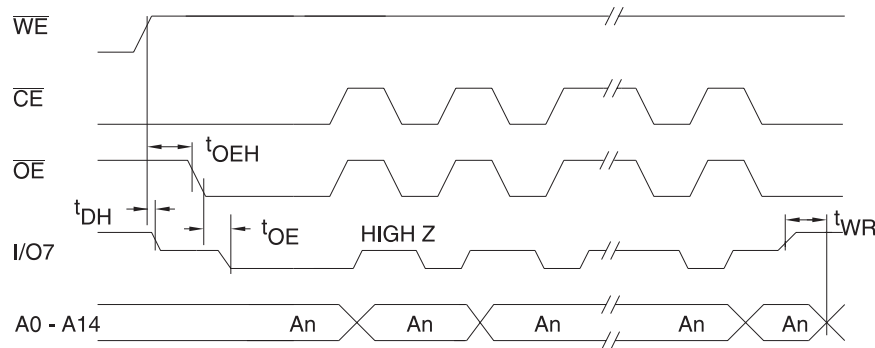 WE
CE
tOEH
OE
tDH
tOE
HIGH Z
tWR
I/O7
A0 - A14
An
An
An
An
An